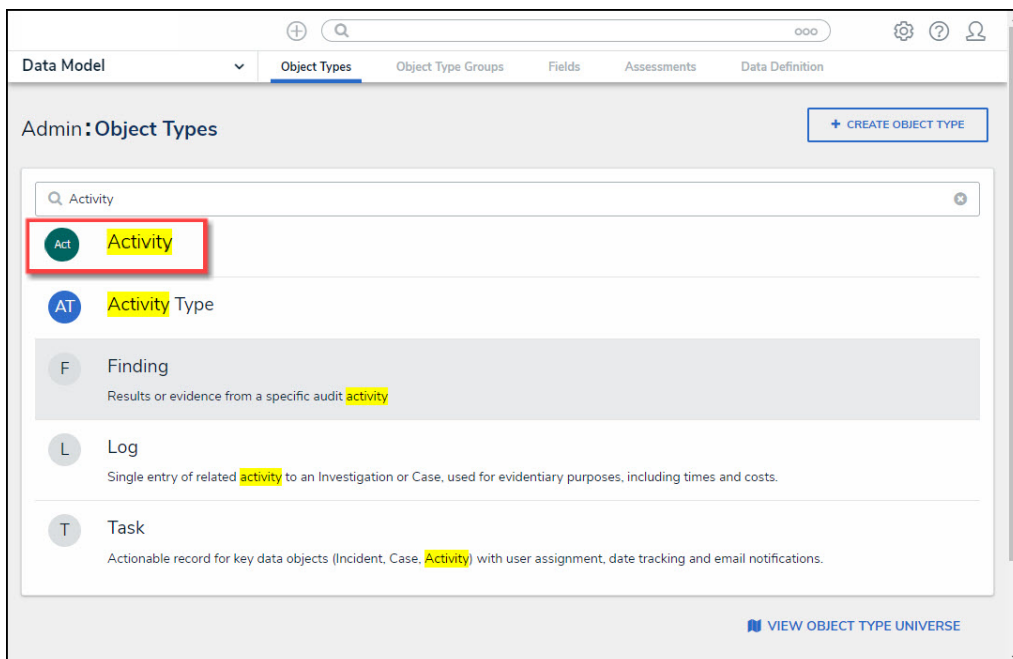 ooo
Data Model
Object Types
Object Type Groups
Fields
Assessments
Data Definition
Admin:Object Types
+ CREATE OBJECT TYPE
Activity
Act
Activity
AT
Activity Type
F
Finding
Results or evidence from a specific audit activity
L
Log
Single entry of related activity to an Investigation or Case, used for evidentiary purposes, including times and costs.
T
Task
Actionable record for key data objects (Incident, Case, Activity) with user assignment, date tracking and email notifications.
VIEW OBJECT TYPE UNIVERSE